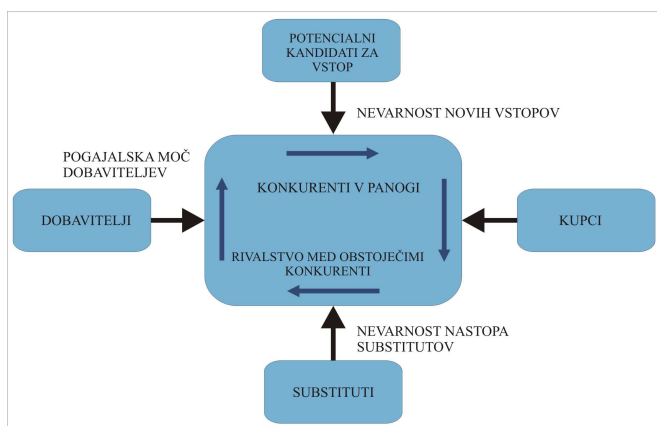 POTENCIALNI
KANDIDATI ZA
VSTOP
NEVARNOST NOVIH VSTOPOV
POGAJALSKA MOČ
DOBAVITELJEV
KONKURENTI V PANOGI
DOBAVITELJI
KUPCI
RIVALSTVO MED OBSTOJEČIMI
KONKURENTI
NEVARNOST NASTOPA
SUBSTITUTOV
SUBSTITUTI